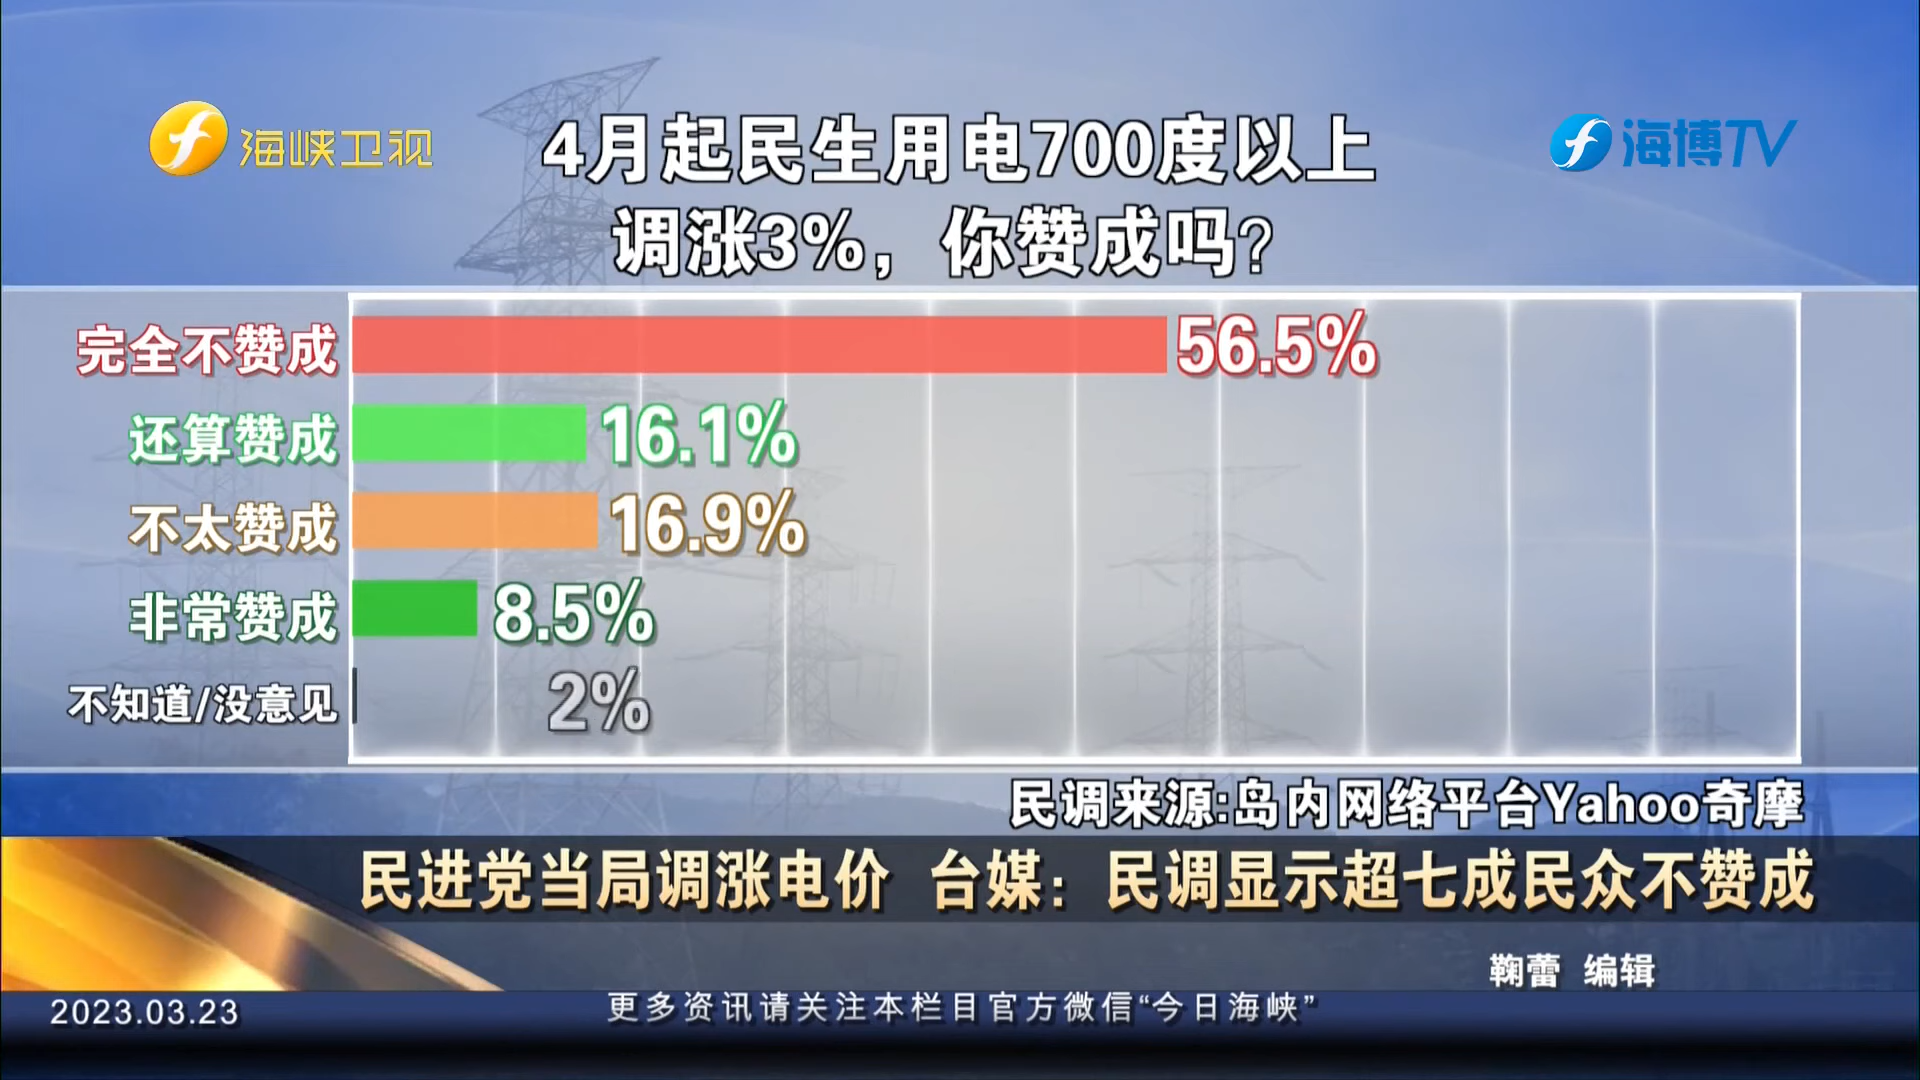 海峡卫视
海博TV
4月起民生用电700度以上
调涨3%，你赞成吗?
完全不赞成 56.5%
还算赞成 16.1%
不太赞成 16.9%
非常赞成 8.5%
不知道/没意见 2%
民调来源:岛内网络平台Yahoo奇摩
民进党当局调涨电价 台媒：民调显示超七成民众不赞成
鞠蕾 编辑
2023.03.23
更多资讯请关注本栏目官方微信“今日海峡”